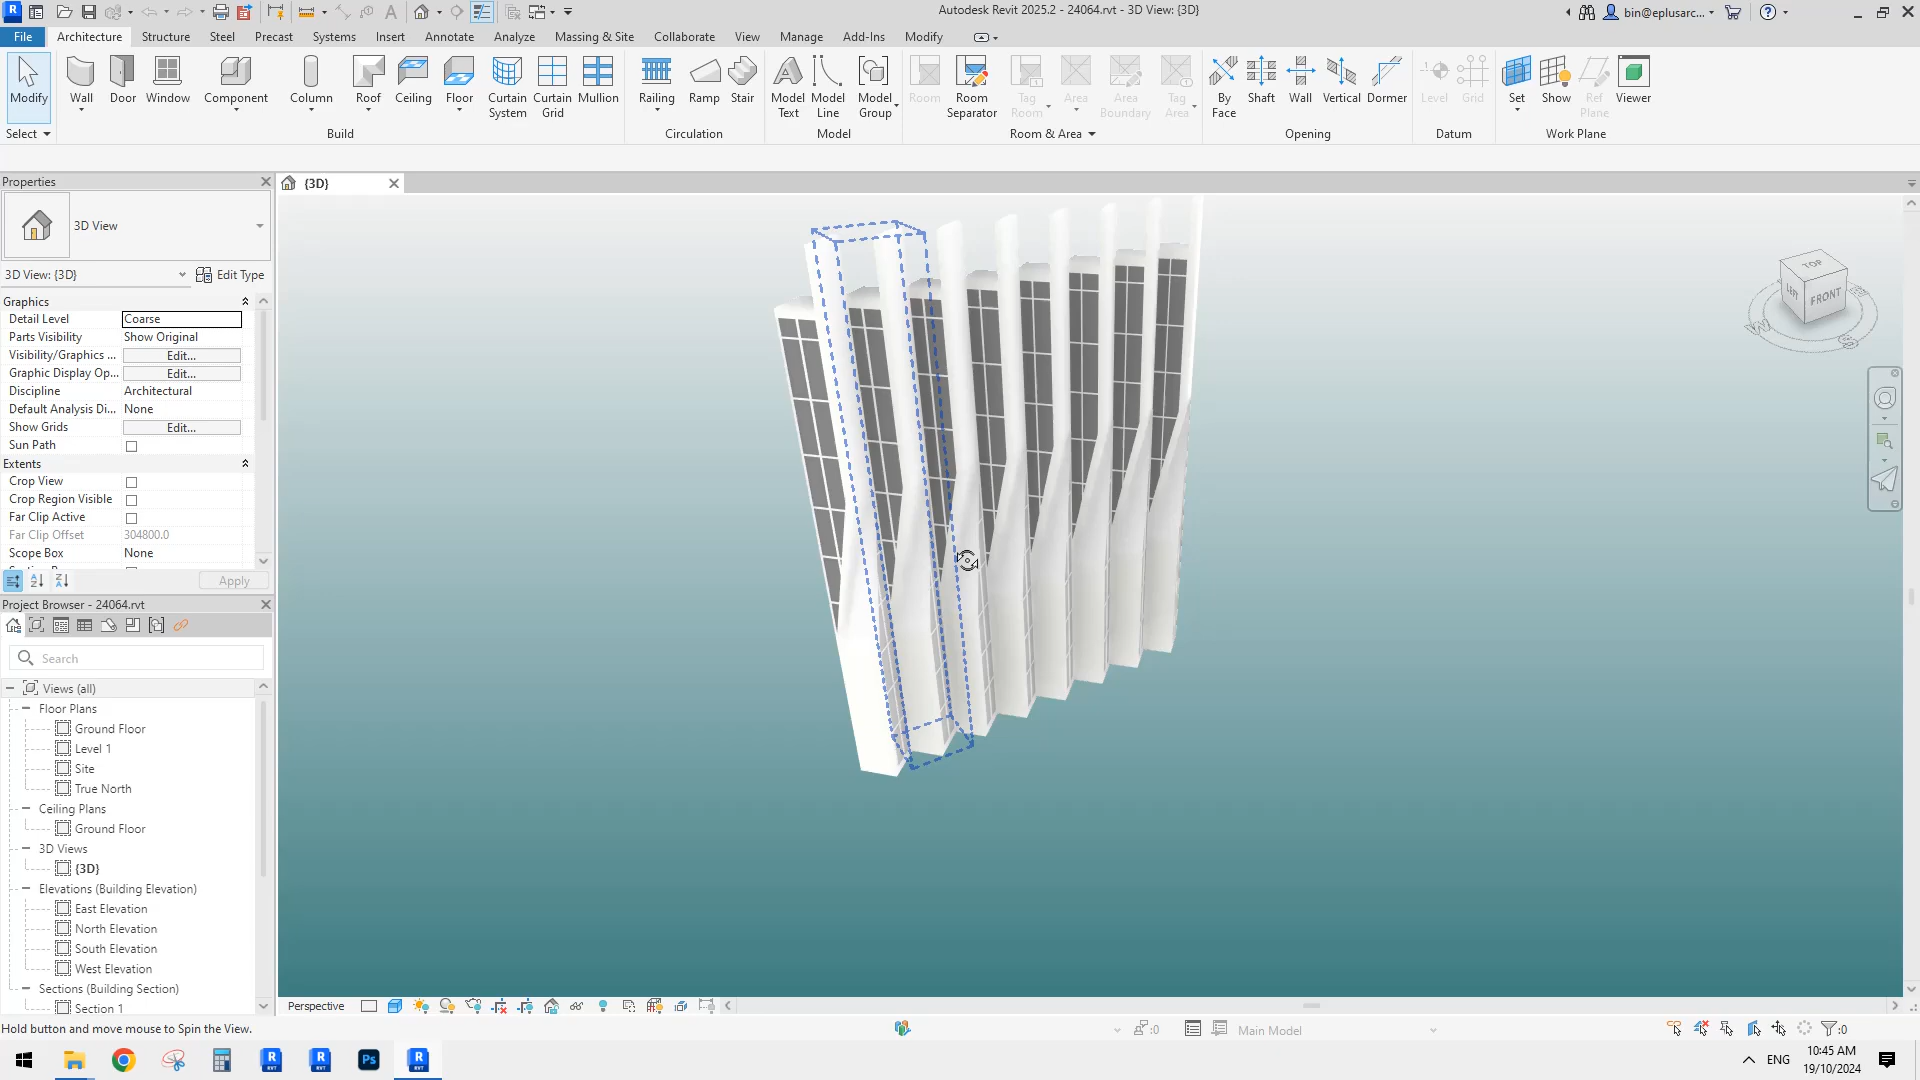 Autodesk Revit 2025.2 - 24064.rvt - 3D View: {3D}
bin@eplusarc...
File Architecture Structure Steel Precast Systems Insert Annotate Analyze Massing & Site Collaborate View Manage Add-Ins Modify
Modify Wall Door Window Component Column Roof Ceiling Floor Curtain System Curtain Grid Mullion Railing Ramp Stair Model Text Model Line Model Group Room Room Separator Tag Room Area Area Boundary Tag Area By Face Shaft Wall Vertical Dormer Level Grid Set Show Ref Plane Viewer
Select Build Circulation Model Room & Area Opening Datum Work Plane
Properties
{3D}
3D View
3D View: {3D} Edit Type
Graphics
Detail Level Coarse
Parts Visibility Show Original
Visibility/Graphics ... Edit...
Graphic Display Op... Edit...
Discipline Architectural
Default Analysis Di... None
Show Grids Edit...
Sun Path
Extents
Crop View
Crop Region Visible
Far Clip Active
Far Clip Offset 304800.0
Scope Box None
Apply
TOP
LEFT
FRONT
W
S
E
Project Browser - 24064.rvt
Search
Views (all)
Floor Plans
Ground Floor
Level 1
Site
True North
Ceiling Plans
Ground Floor
3D Views
{3D}
Elevations (Building Elevation)
East Elevation
North Elevation
South Elevation
West Elevation
Sections (Building Section)
Section 1
Perspective
Hold button and move mouse to Spin the View.
:0
Main Model
:0
Ps
RVT
RVT
RVT
ENG
10:45 AM
19/10/2024